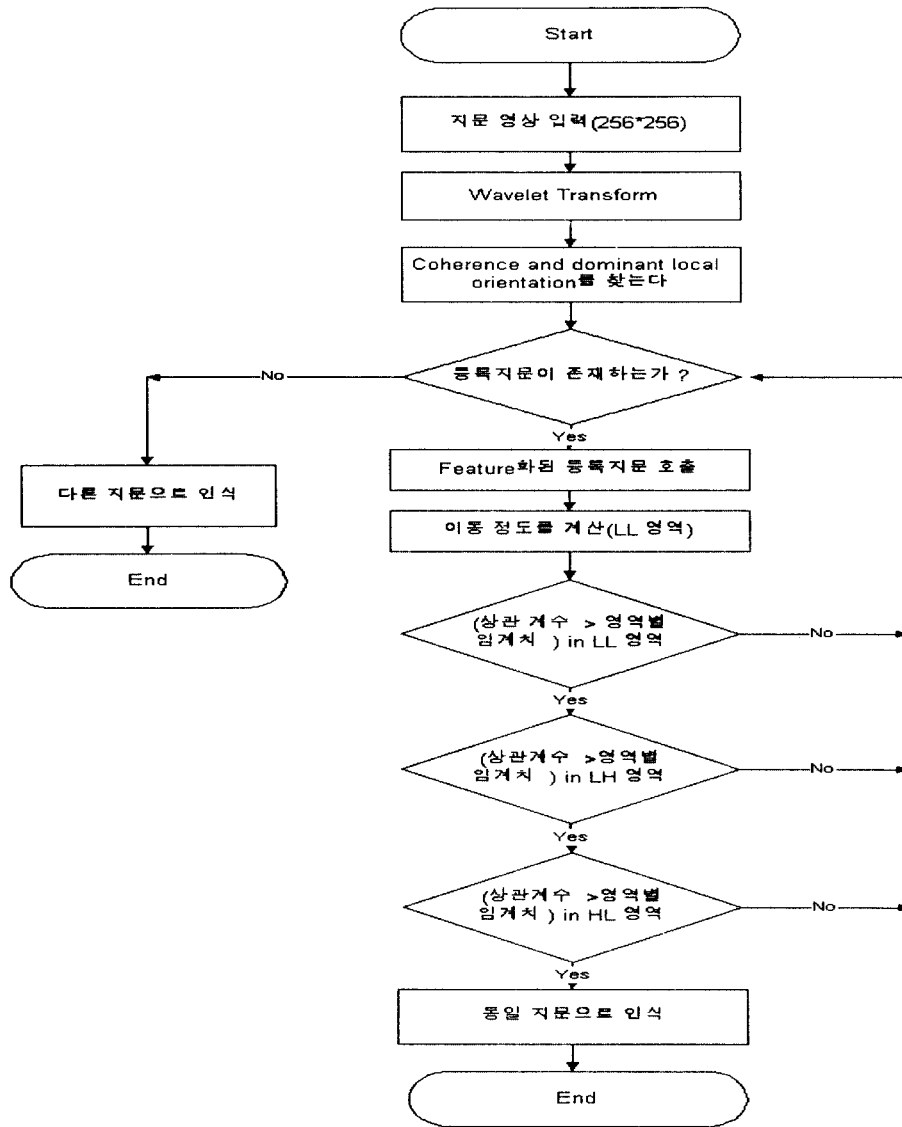 Start
지문 영상 입력(256*256)
Wavelet Transform
Coherence and dominant local
orientation를 찾는다
등록지문이 존재하는가 ?
No
Yes
다른 지문으로 인식
End
Feature화된 등록지문 호출
이동 정도를 계산(LL 영역)
(상관 계수 > 영역별
임계치 ) in LL 영역
No
Yes
(상관계수 >영역별
임계치 ) in LH 영역
No
Yes
(상관계수 >영역별
임계치 ) in HL 영역
No
Yes
동일 지문으로 인식
End